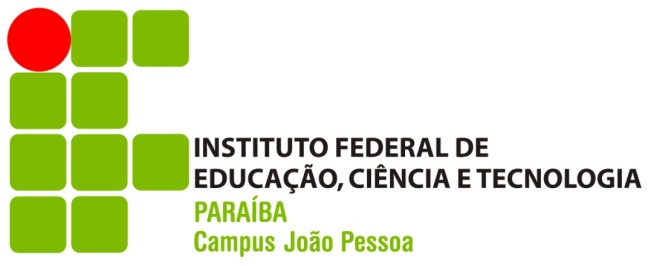 INSTITUTO FEDERAL DE
EDUCAÇÃO, CIÊNCIA E TECNOLOGIA
PARAÍBA
Campus João Pessoa